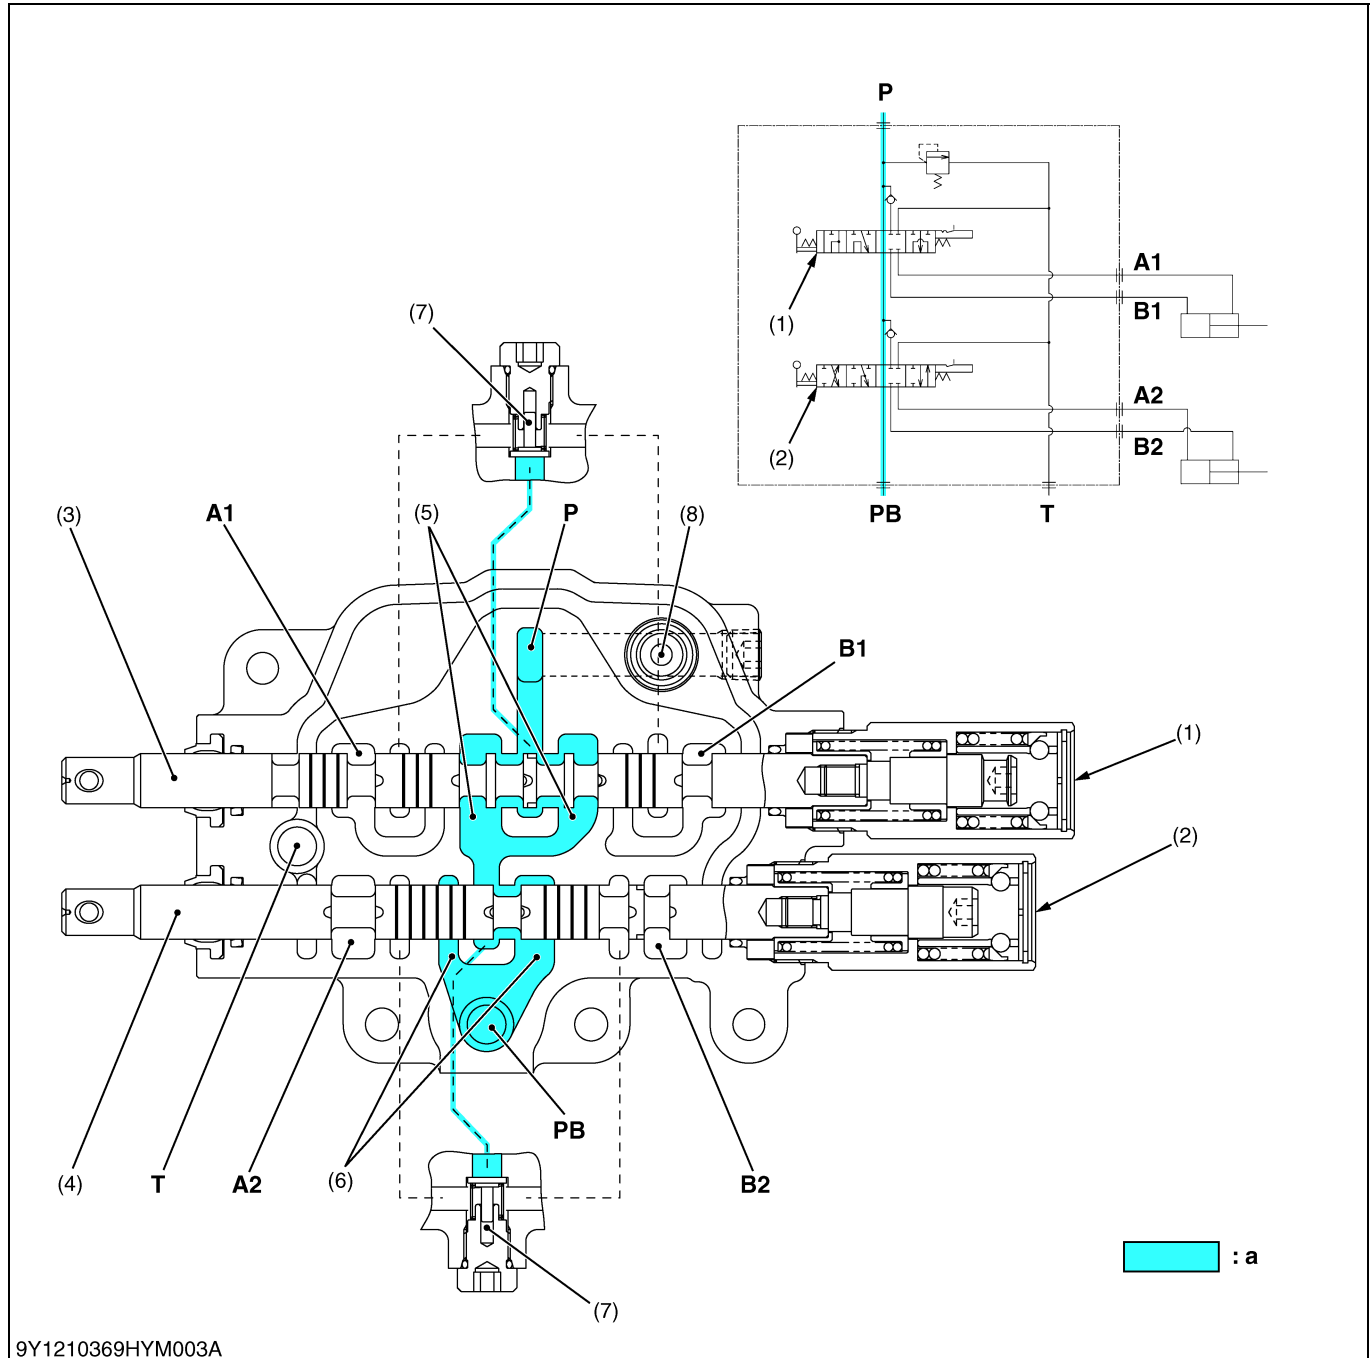 P
A1
(1)
B1
(7)
A2
(2)
B2
PB
T
(3)
A1
(5)
P
(8)
B1
(1)
(2)
PB
(4)
T
A2
(6)
B2
: a
(7)
9Y1210369HYM003A